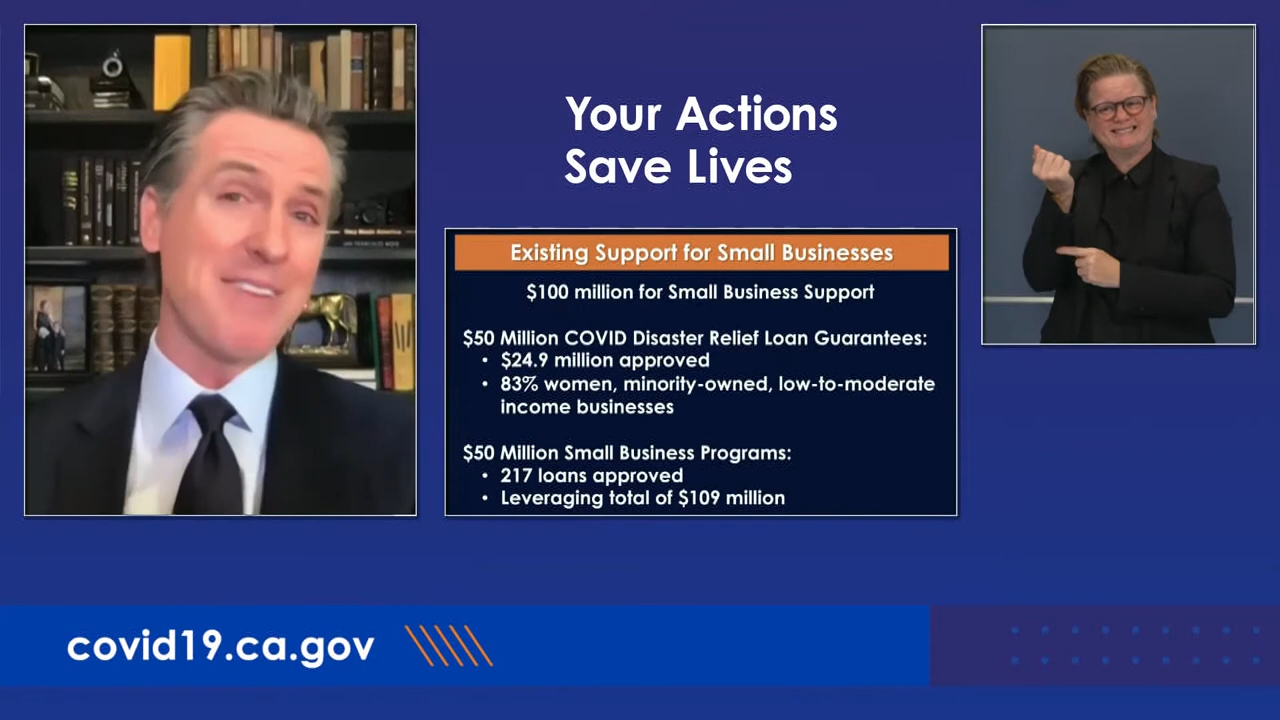 Your Actions
Save Lives
Existing Support for Small Businesses
$100 million for Small Business Support
$50 Million COVID Disaster Relief Loan Guarantees:
• $24.9 million approved
• 83% women, minority-owned, low-to-moderate
income businesses
$50 Million Small Business Programs:
• 217 loans approved
• Leveraging total of $109 million
covid19.ca.gov